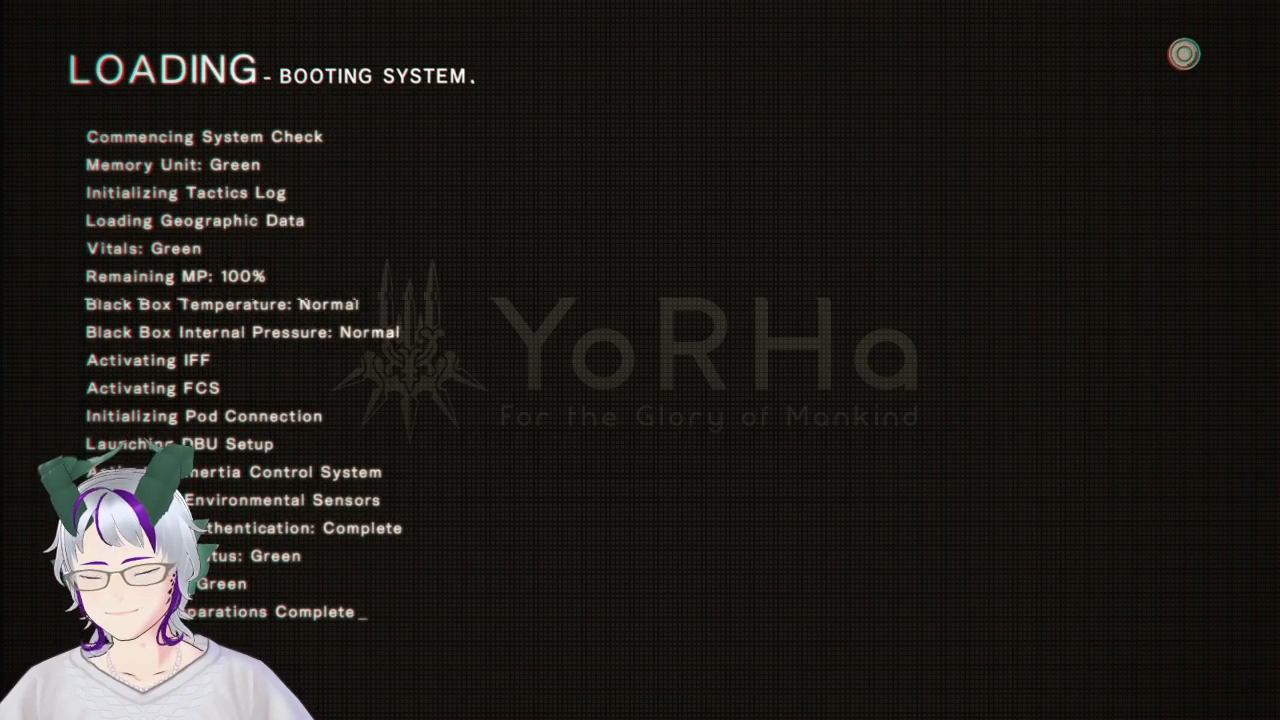 LOADING - BOOTING SYSTEM.
Commencing System Check
Memory Unit: Green
Initializing Tactics Log
Loading Geographic Data
Vitals: Green
Remaining MP: 100%
Black Box Temperature: Normal
Black Box Internal Pressure: Normal
YoRHa
Activating IFF
Activating FCS
For the Glory of Mankind
Initializing Pod Connection
Launching DBU Setup
Inertia Control System
Environmental Sensors
Complete
Green
Green
Complete_